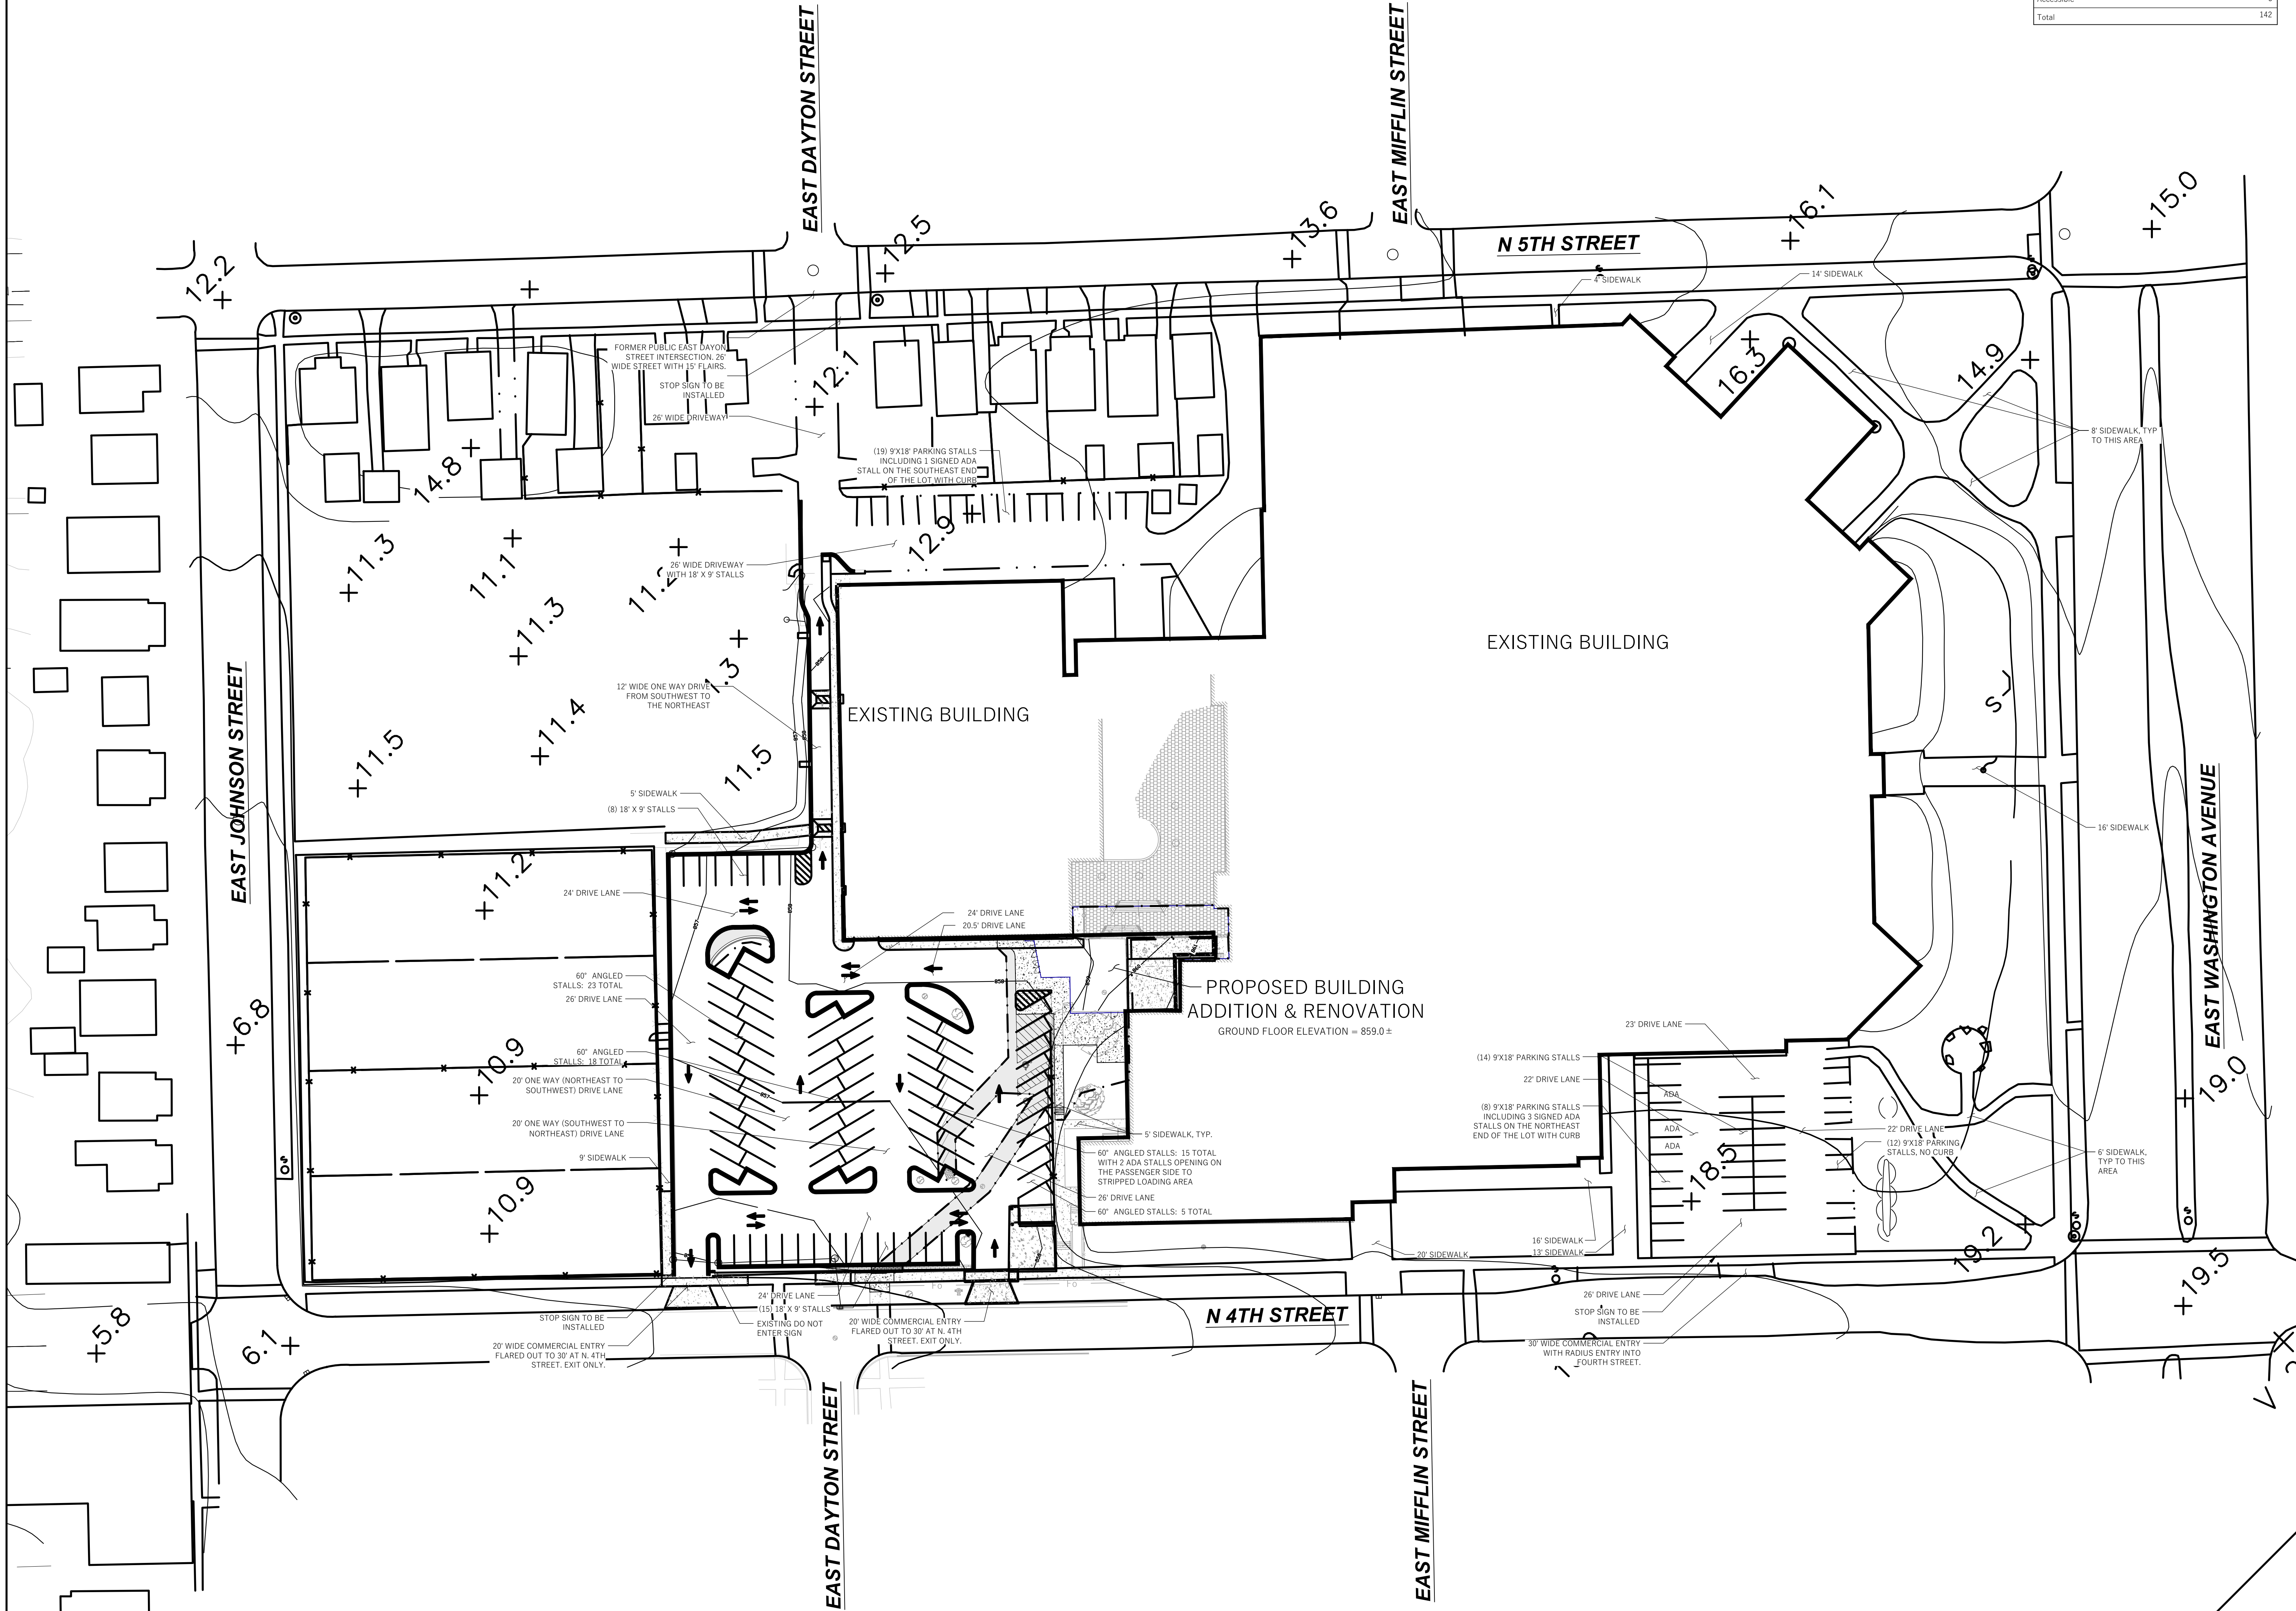 Total 142
EAST DAYTON STREET
EAST MIFFLIN STREET
15.0
16.1
13.6
12.5
12.2
N 5TH STREET
4' SIDEWALK
14' SIDEWALK
FORMER PUBLIC EAST DAYON
STREET INTERSECTION. 26'
WIDE STREET WITH 15' FLAIRS.
STOP SIGN TO BE
INSTALLED
26' WIDE DRIVEWAY
12.1
16.3
14.9
8' SIDEWALK, TYP
TO THIS AREA
(19) 9'X18' PARKING STALLS
INCLUDING 1 SIGNED ADA
STALL ON THE SOUTHEAST END
OF THE LOT WITH CURB
14.8
12.9
11.3
11.1
11.2
26' WIDE DRIVEWAY
WITH 18' X 9' STALLS
11.3
EXISTING BUILDING
12' WIDE ONE WAY DRIVE
FROM SOUTHWEST TO
THE NORTHEAST
EXISTING BUILDING
11.4
11.5
11.5
EAST JOHNSON STREET
5' SIDEWALK
(8) 18' X 9' STALLS
16' SIDEWALK
EAST WASHINGTON AVENUE
11.2
24' DRIVE LANE
24' DRIVE LANE
20.5' DRIVE LANE
60° ANGLED
STALLS: 23 TOTAL
26' DRIVE LANE
PROPOSED BUILDING
ADDITION & RENOVATION
GROUND FLOOR ELEVATION = 859.0±
6.8
10.9
60° ANGLED
STALLS: 18 TOTAL
20' ONE WAY (NORTHEAST TO
SOUTHWEST) DRIVE LANE
20' ONE WAY (SOUTHWEST TO
NORTHEAST) DRIVE LANE
9' SIDEWALK
23' DRIVE LANE
(14) 9'X18' PARKING STALLS
22' DRIVE LANE
(8) 9'X18' PARKING STALLS
INCLUDING 3 SIGNED ADA
STALLS ON THE NORTHEAST
END OF THE LOT WITH CURB
ADA
ADA
ADA
19.0
22' DRIVE LANE
(12) 9'X18' PARKING
STALLS, NO CURB
6' SIDEWALK,
TYP TO THIS
AREA
5' SIDEWALK, TYP.
60° ANGLED STALLS: 15 TOTAL
WITH 2 ADA STALLS OPENING ON
THE PASSENGER SIDE TO
STRIPPED LOADING AREA
26' DRIVE LANE
60° ANGLED STALLS: 5 TOTAL
18.5
10.9
19.2
16' SIDEWALK
13' SIDEWALK
20' SIDEWALK
19.5
24' DRIVE LANE
(15) 18' X 9' STALLS
EXISTING DO NOT
ENTER SIGN
20' WIDE COMMERCIAL ENTRY
FLARED OUT TO 30' AT N. 4TH
STREET. EXIT ONLY.
N 4TH STREET
26' DRIVE LANE
STOP SIGN TO BE
INSTALLED
30' WIDE COMMERCIAL ENTRY
WITH RADIUS ENTRY INTO
FOURTH STREET.
5.8
6.1
STOP SIGN TO BE
INSTALLED
20' WIDE COMMERCIAL ENTRY
FLARED OUT TO 30' AT N. 4TH
STREET. EXIT ONLY.
EAST DAYTON STREET
EAST MIFFLIN STREET